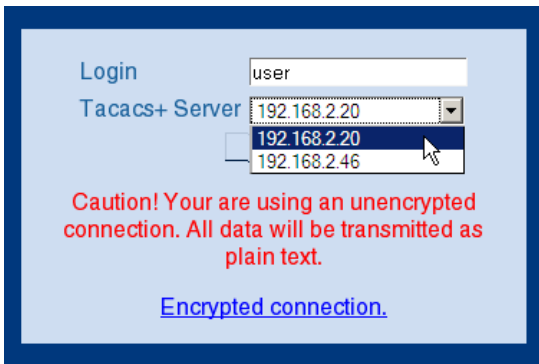 Login user
Tacacs+ Server 192.168.2.20
192.168.2.20
192.168.2.46
Caution! Your are using an unencrypted
connection. All data will be transmitted as
plain text.
Encrypted connection.